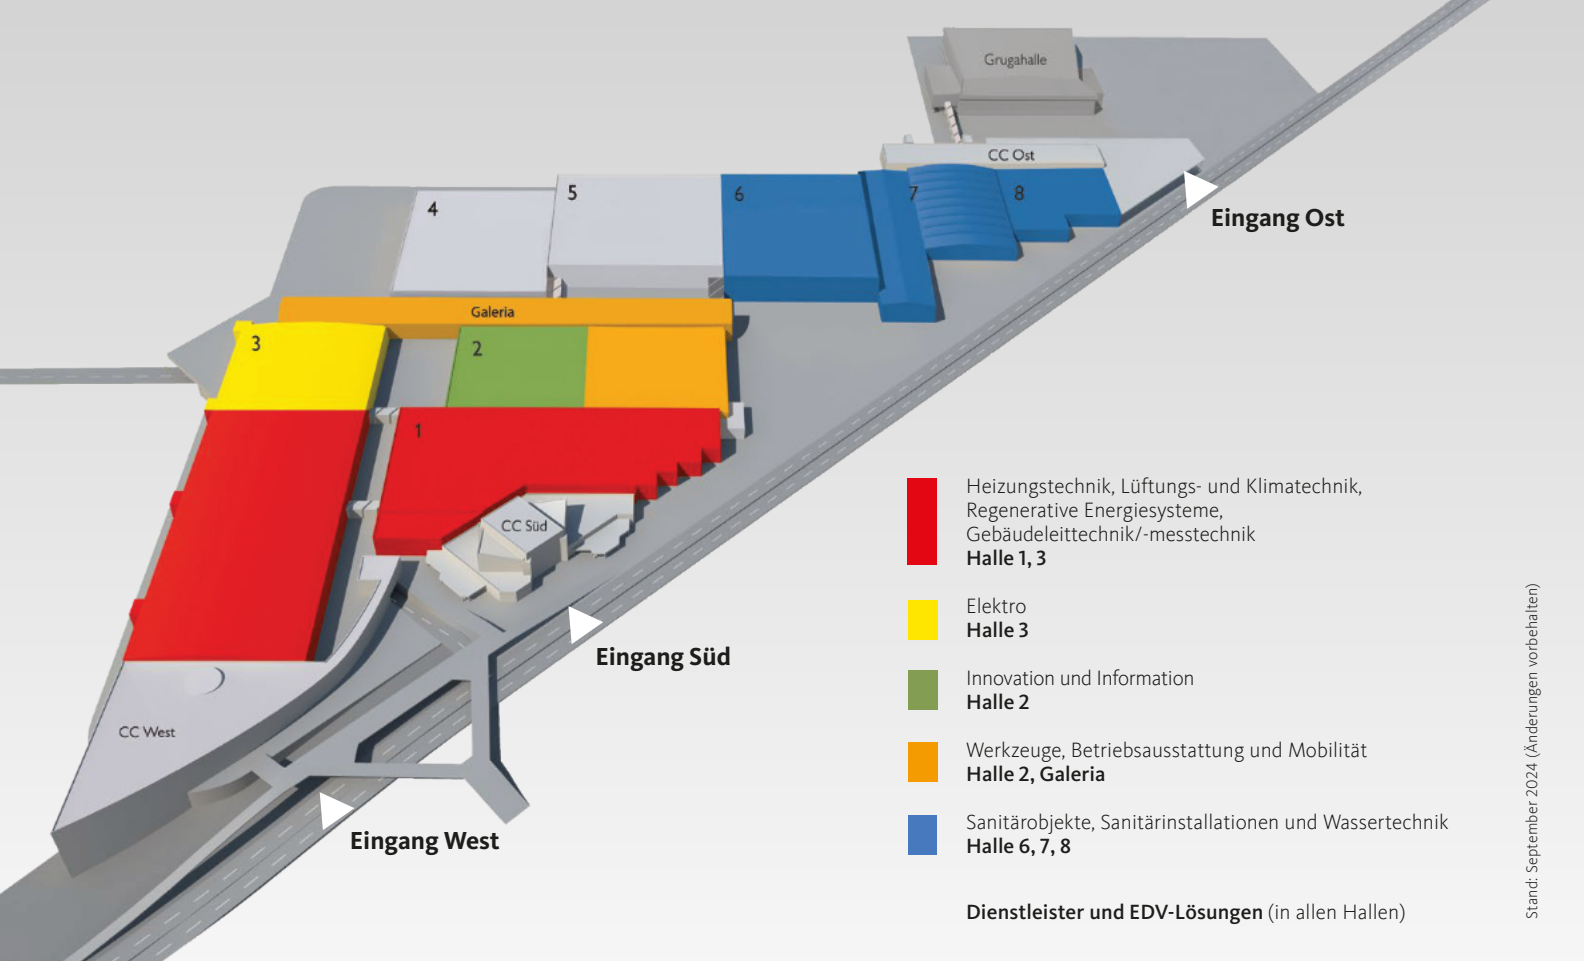 Grugahalle
CC Ost
4
5
6
7
8
Eingang Ost
Galeria
3
2
1
CC Süd
CC West
Eingang Süd
Eingang West
Heizungstechnik, Lüftungs- und Klimatechnik,
Regenerative Energiesysteme,
Gebäudeleittechnik/-messtechnik
Halle 1, 3
Elektro
Halle 3
Innovation und Information
Halle 2
Werkzeuge, Betriebsausstattung und Mobilität
Halle 2, Galeria
Sanitärobjekte, Sanitärinstallationen und Wassertechnik
Halle 6, 7, 8
Dienstleister und EDV-Lösungen (in allen Hallen)
Stand: September 2024 (Änderungen vorbehalten)